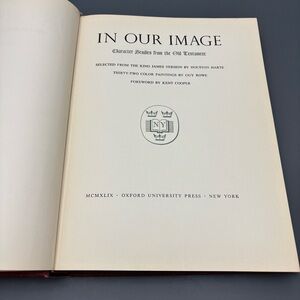 IN OUR IMAGE
Character Studies from the Old Testament
SELECTED FROM THE KING JAMES VERSION BY HOUSTON HARTE
THIRTY-TWO COLOR PAINTINGS BY GUY ROWE
FOREWORD BY KENT COOPER
NY
MCMXLIX · OXFORD UNIVERSITY PRESS · NEW YORK